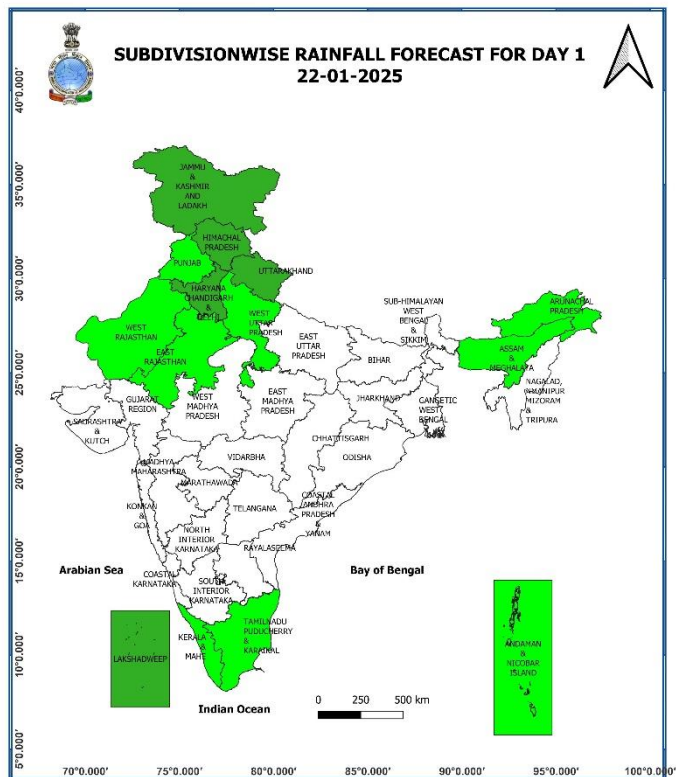 SUBDIVISIONWISE RAINFALL FORECAST FOR DAY 1
22-01-2025
40°0.000'
35°0.000'
30°0.000'
25°0.000'
20°0.000'
15°0.000'
10°0.000'
5°0.000'
JAMMU
&
KASHMIR
AND
LADAKH
HIMACHAL
PRADESH
PUNJAB
UTTARAKHAND
HARYANA
CHANDIGARH
&
DELHI
WEST
UTTAR
PRADESH
WEST
RAJASTHAN
EAST
RAJASTHAN
EAST
UTTAR
PRADESH
SUB-HIMALAYAN
WEST
BENGAL
&
SIKKIM
ARUNACHAL
PRADESH
ASSAM
&
MEGHALAYA
NAGALAD,
MANIPUR
MIZORAM
&
TRIPURA
BIHAR
GUJARAT
REGION
SAURASHTRA
&
KUTCH
WEST
MADHYA
PRADESH
EAST
MADHYA
PRADESH
JHARKHAND
GANGETIC
WEST
BENGAL
CHHATTISGARH
ODISHA
VIDARBHA
MADHYA
MAHARASHTRA
MARATHAWADA
TELANGANA
COASTAL
ANDHRA
PRADESH
&
YANAM
KONKAN
&
GOA
NORTH
INTERIOR
KARNATAKA
RAYALASEEMA
COASTAL
KARNATAKA
SOUTH
INTERIOR
KARNATAKA
Arabian Sea
Bay of Bengal
TAMILNADU
PUDUCHERRY
&
KARAIKAL
KERALA
&
MAHE
LAKSHADWEEP
ANDAMAN
&
NICOBAR
ISLAND
Indian Ocean
0 250 500 km
70°0.000' 75°0.000' 80°0.000' 85°0.000' 90°0.000' 95°0.000' 100°0.000'